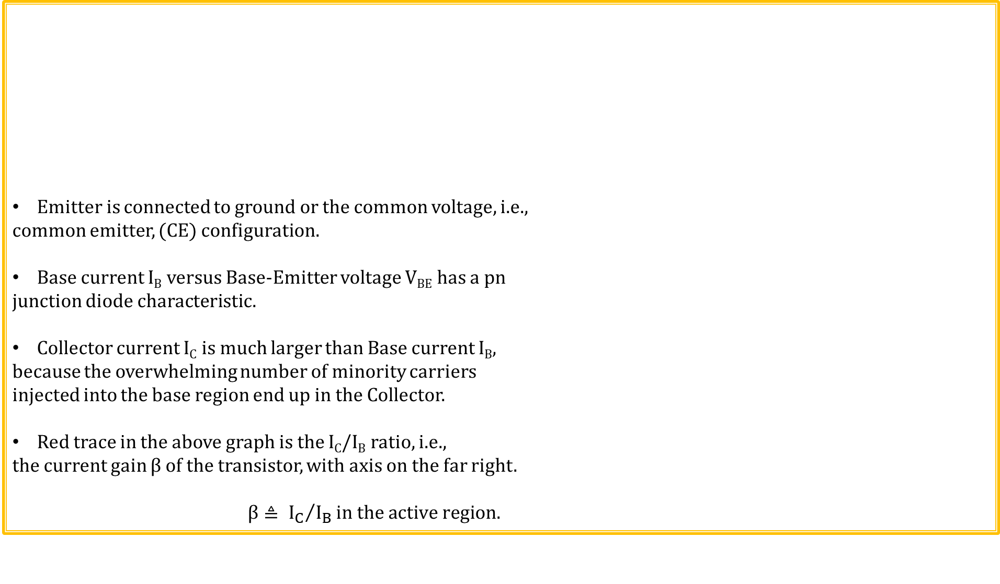 • Emitter is connected to ground or the common voltage, i.e.,
common emitter, (CE) configuration.
• Base current I_B versus Base-Emitter voltage V_BE has a pn
junction diode characteristic.
• Collector current I_C is much larger than Base current I_B,
because the overwhelming number of minority carriers
injected into the base region end up in the Collector.
• Red trace in the above graph is the I_C/I_B ratio, i.e.,
the current gain β of the transistor, with axis on the far right.
β ≜ I_C/I_B in the active region.